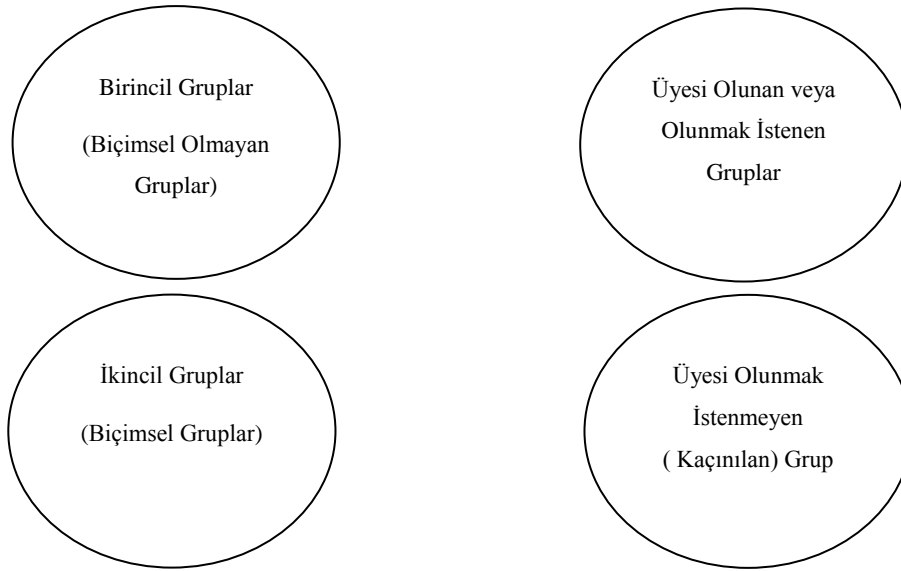 Birincil Gruplar
(Biçimsel Olmayan
Gruplar)
Üyesi Olunan veya
Olunmak İstenen
Gruplar
İkincil Gruplar
(Biçimsel Gruplar)
Üyesi Olunmak
İstenmeyen
( Kaçınılan) Grup